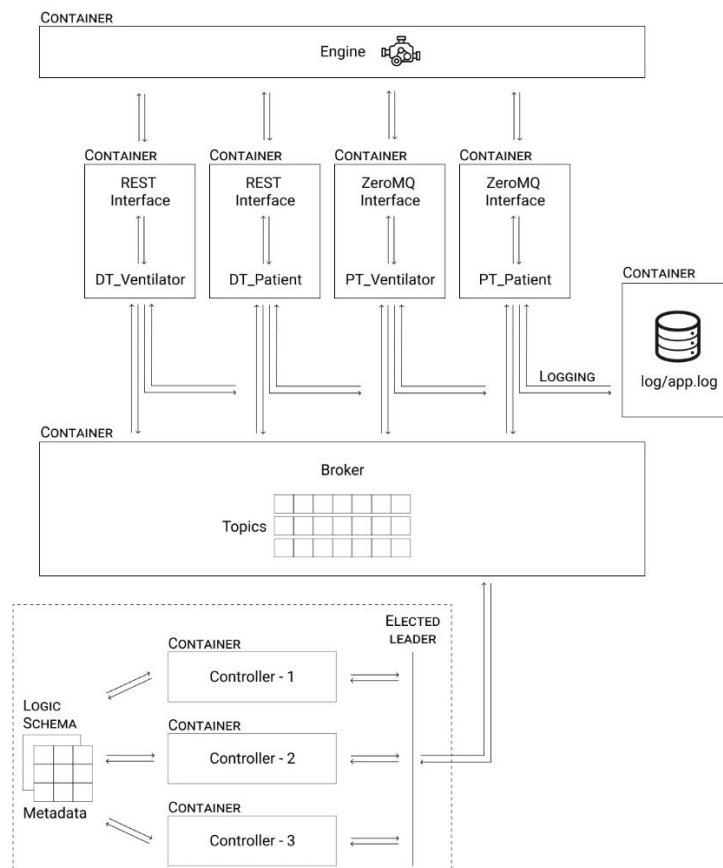 CONTAINER
Engine
CONTAINER
CONTAINER
CONTAINER
CONTAINER
REST
Interface
REST
Interface
ZeroMQ
Interface
ZeroMQ
Interface
DT_Ventilator
DT_Patient
PT_Ventilator
PT_Patient
CONTAINER
log/app.log
LOGGING
CONTAINER
Broker
Topics
ELECTED
LEADER
CONTAINER
Controller - 1
LOGIC
SCHEMA
Metadata
CONTAINER
Controller - 2
CONTAINER
Controller - 3